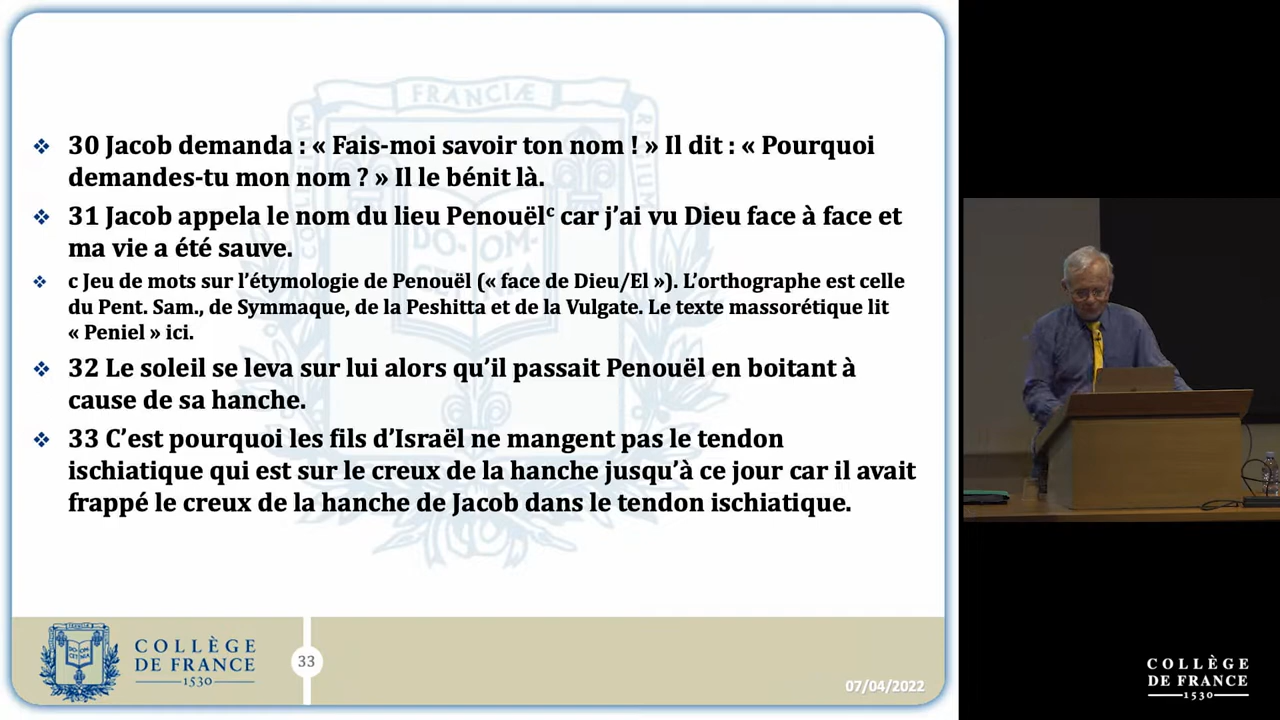 FRANCIÆ
30 Jacob demanda : « Fais-moi savoir ton nom ! » Il dit : « Pourquoi
demandes-tu mon nom ? » Il le bénit là.
31 Jacob appela le nom du lieu Penouëlᶜ car j’ai vu Dieu face à face et
ma vie a été sauve.
c Jeu de mots sur l’étymologie de Penouël (« face de Dieu/El »). L’orthographe est celle
du Pent. Sam., de Symmaque, de la Peshitta et de la Vulgate. Le texte massorétique lit
« Peniel » ici.
32 Le soleil se leva sur lui alors qu’il passait Penouël en boitant à
cause de sa hanche.
33 C’est pourquoi les fils d’Israël ne mangent pas le tendon
ischiatique qui est sur le creux de la hanche jusqu’à ce jour car il avait
frappé le creux de la hanche de Jacob dans le tendon ischiatique.
COLLÈGE
DE FRANCE
1530
33
07/04/2022
COLLÈGE
DE FRANCE
1530